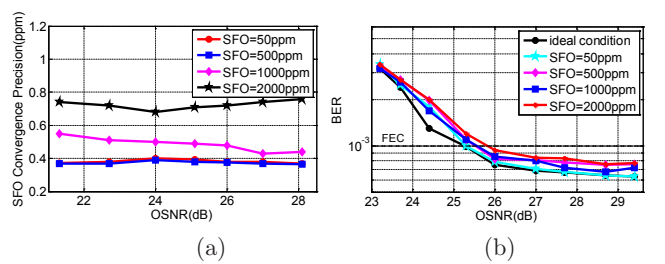 SFO Convergence Precision(ppm)
1.2
1
0.8
0.6
0.4
0.2
SFO=50ppm
SFO=500ppm
SFO=1000ppm
SFO=2000ppm
22
24
26
28
OSNR(dB)
(a)
BER
10⁻³
FEC
ideal condition
SFO=50ppm
SFO=500ppm
SFO=1000ppm
SFO=2000ppm
23
24
25
26
27
28
29
OSNR(dB)
(b)